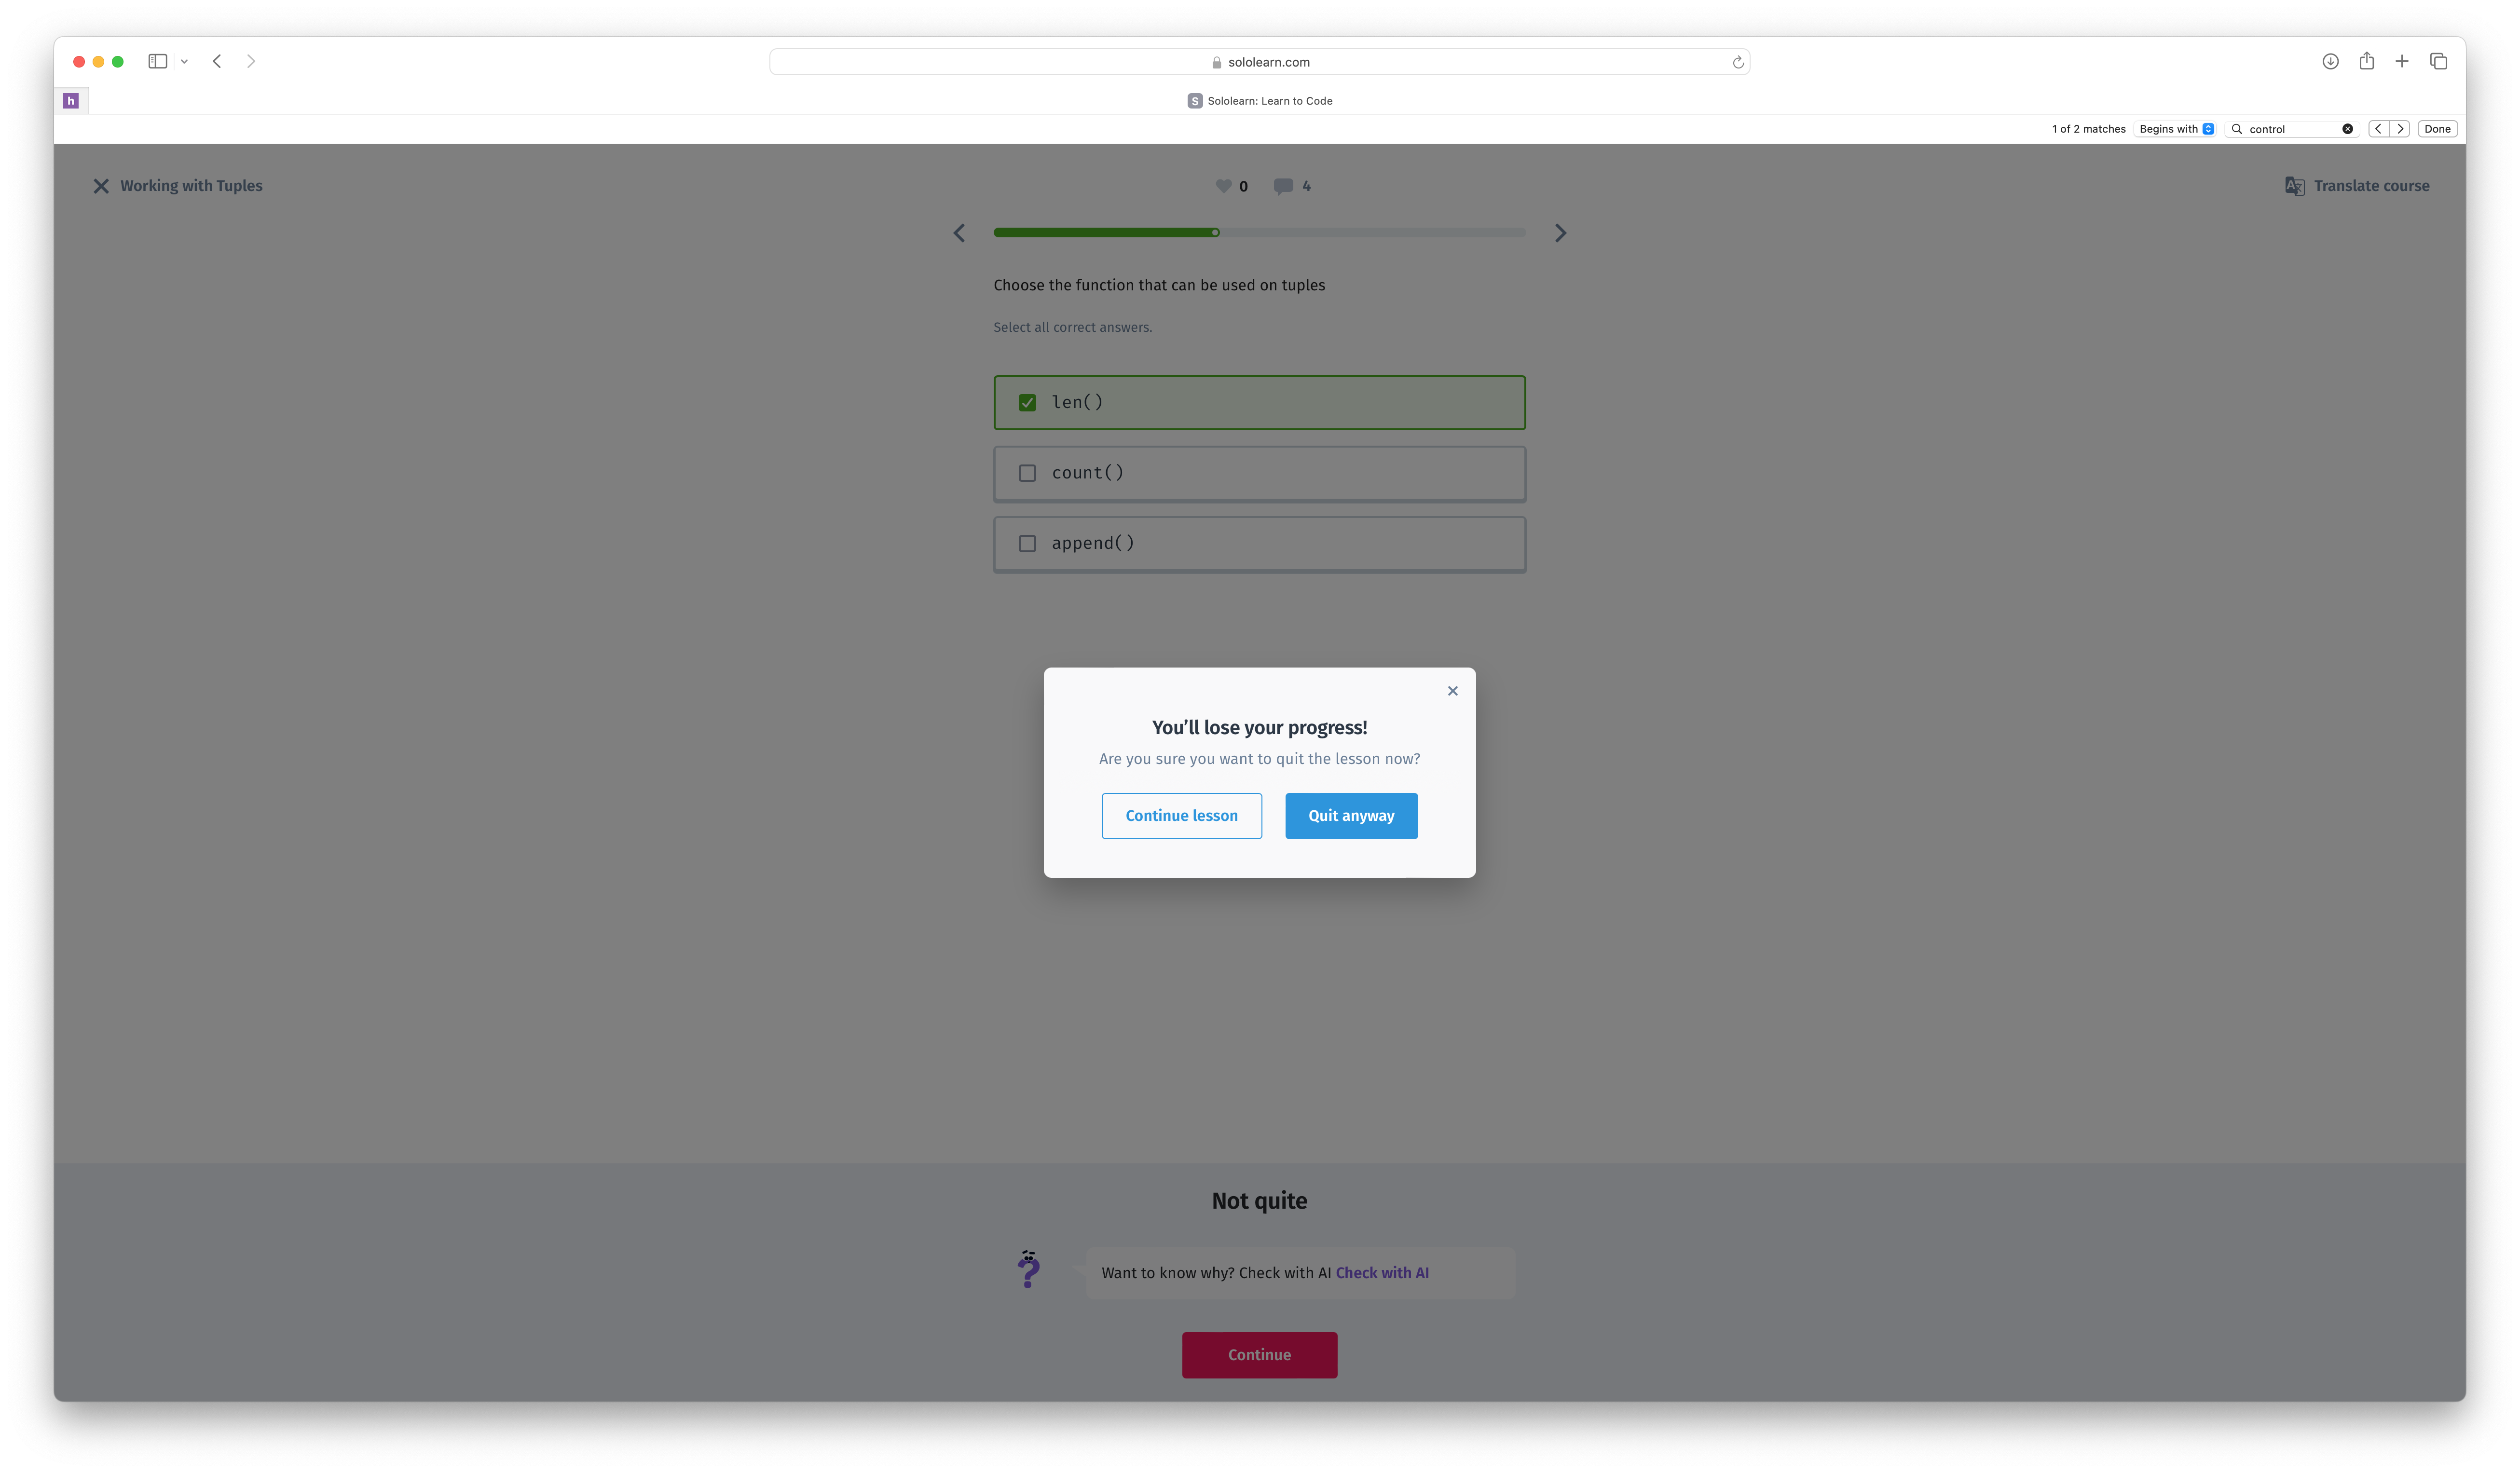 sololearn.com
h
S Sololearn: Learn to Code
1 of 2 matches Begins with control Done
Working with Tuples
0 4
Translate course
Choose the function that can be used on tuples
Select all correct answers.
len()
count()
append()
You’ll lose your progress!
Are you sure you want to quit the lesson now?
Continue lesson Quit anyway
Not quite
Want to know why? Check with AI Check with AI
Continue